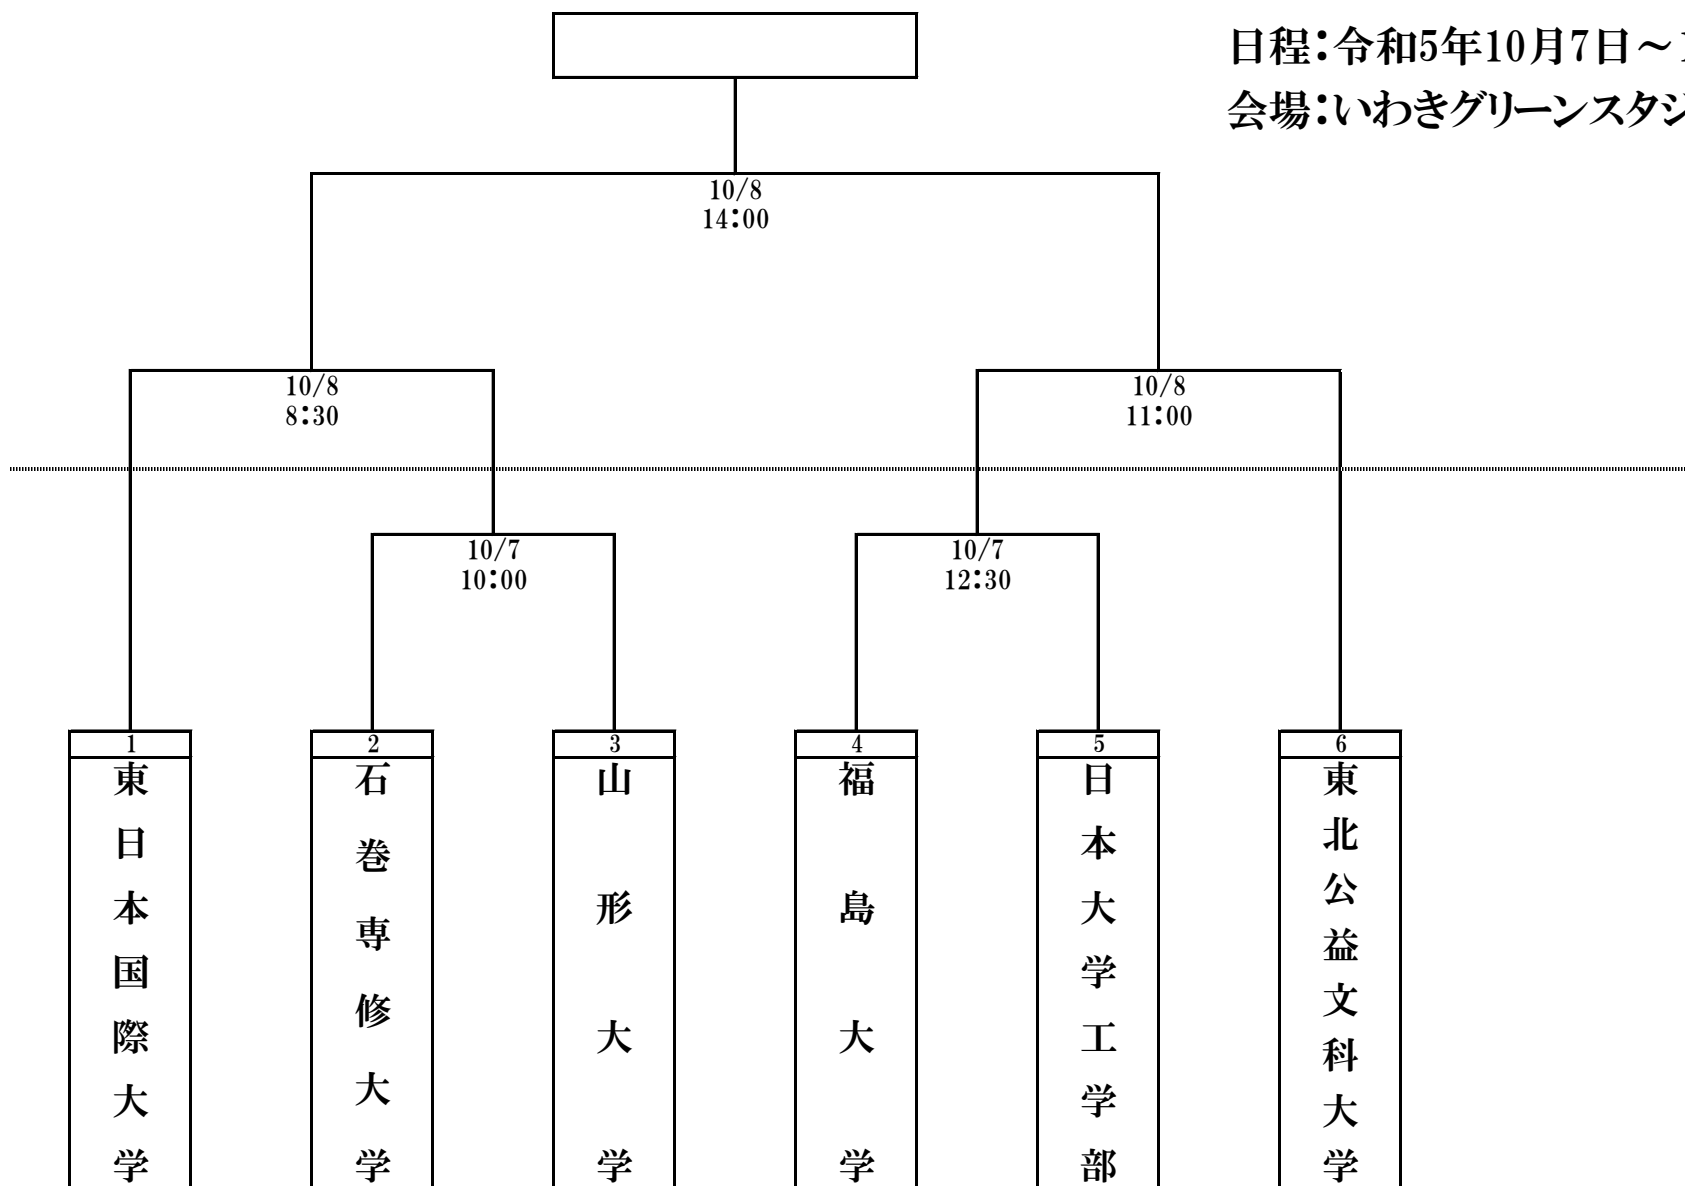 日程：令和5年10月7日～1
会場：いわきグリーンスタジ
10/8
14：00
10/8
8：30
10/8
11：00
10/7
10：00
10/7
12：30
1
2
3
4
5
6
東日本国際大学
石巻専修大学
山形大学
福島大学
日本大学工学部
東北公益文科大学